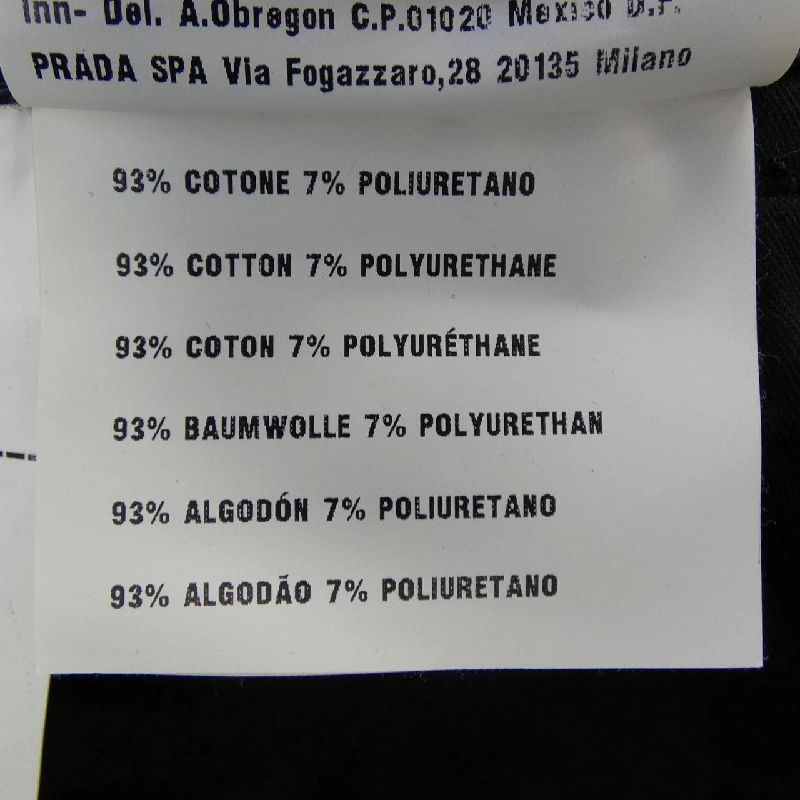 Inn- Del. A.Obregon C.P.01020 Mexico D.F.
PRADA SPA Via Fogazzaro,28 20135 Milano
93% COTONE 7% POLIURETANO
93% COTTON 7% POLYURETHANE
93% COTON 7% POLYURÉTHANE
93% BAUMWOLLE 7% POLYURETHAN
93% ALGODÓN 7% POLIURETANO
93% ALGODÃO 7% POLIURETANO